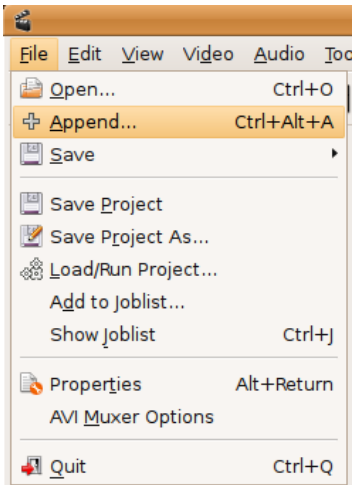 File Edit View Video Audio Too
Open... Ctrl+O
Append... Ctrl+Alt+A
Save
Save Project
Save Project As...
Load/Run Project...
Add to Joblist...
Show Joblist Ctrl+J
Properties Alt+Return
AVI Muxer Options
Quit Ctrl+Q